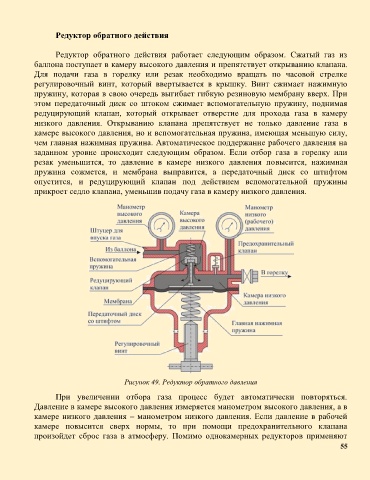 Редуктор обратного действия
Редуктор обратного действия работает следующим образом. Сжатый газ из
баллона поступает в камеру высокого давления и препятствует открыванию клапана.
Для подачи газа в горелку или резак необходимо вращать по часовой стрелке
регулировочный винт, который ввертывается в крышку. Винт сжимает нажимную
пружину, которая в свою очередь выгибает гибкую резиновую мембрану вверх. При
этом передаточный диск со штоком сжимает вспомогательную пружину, поднимая
редуцирующий клапан, который открывает отверстие для прохода газа в камеру
низкого давления. Открыванию клапана препятствует не только давление газа в
камере высокого давления, но и вспомогательная пружина, имеющая меньшую силу,
чем главная нажимная пружина. Автоматическое поддержание рабочего давления на
заданном уровне происходит следующим образом. Если отбор газа в горелку или
резак уменьшится, то давление в камере низкого давления повысится, нажимная
пружина сожмется, и мембрана выправится, а передаточный диск со штифтом
опустится, и редуцирующий клапан под действием вспомогательной пружины
прикроет седло клапана, уменьшив подачу газа в камеру низкого давления.
Манометр
высокого
давления
Камера
высокого
давления
Манометр
низкого
(рабочего)
давления
Штуцер для
впуска газа
Предохранительный
клапан
Из баллона
Вспомогательная
пружина
В горелку
Редуцирующий
клапан
Мембрана
Камера низкого
давления
Передаточный диск
со штифтом
Главная нажимная
пружина
Регулировочный
винт
Рисунок 49. Редуктор обратного давления
При увеличении отбора газа процесс будет автоматически повторяться.
Давление в камере высокого давления измеряется манометром высокого давления, а в
камере низкого давления – манометром низкого давления. Если давление в рабочей
камере повысится сверх нормы, то при помощи предохранительного клапана
произойдет сброс газа в атмосферу. Помимо однокамерных редукторов применяют
55